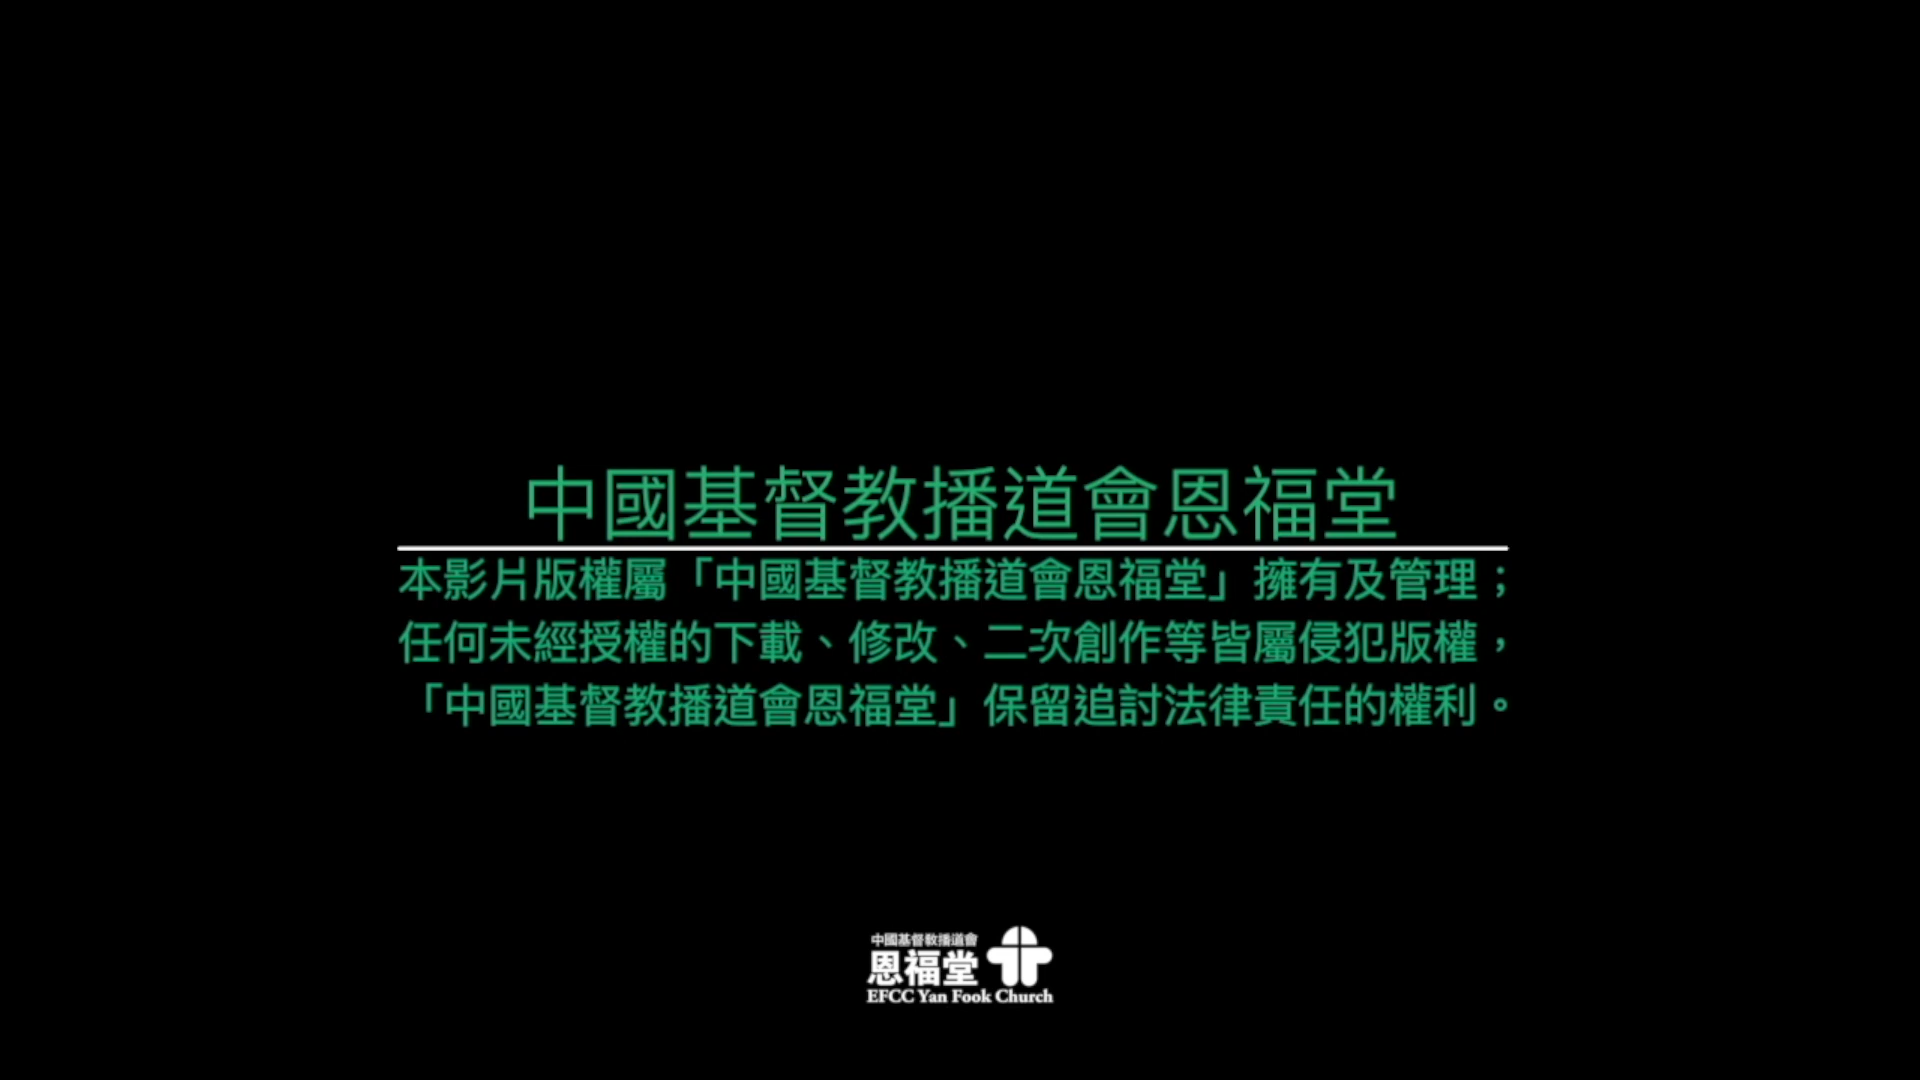 中國基督教播道會恩福堂
本影片版權屬「中國基督教播道會恩福堂」擁有及管理；
任何未經授權的下載、修改、二次創作等皆屬侵犯版權，
「中國基督教播道會恩福堂」保留追討法律責任的權利。
中國基督教播道會
恩福堂
EFCC Yan Fook Church